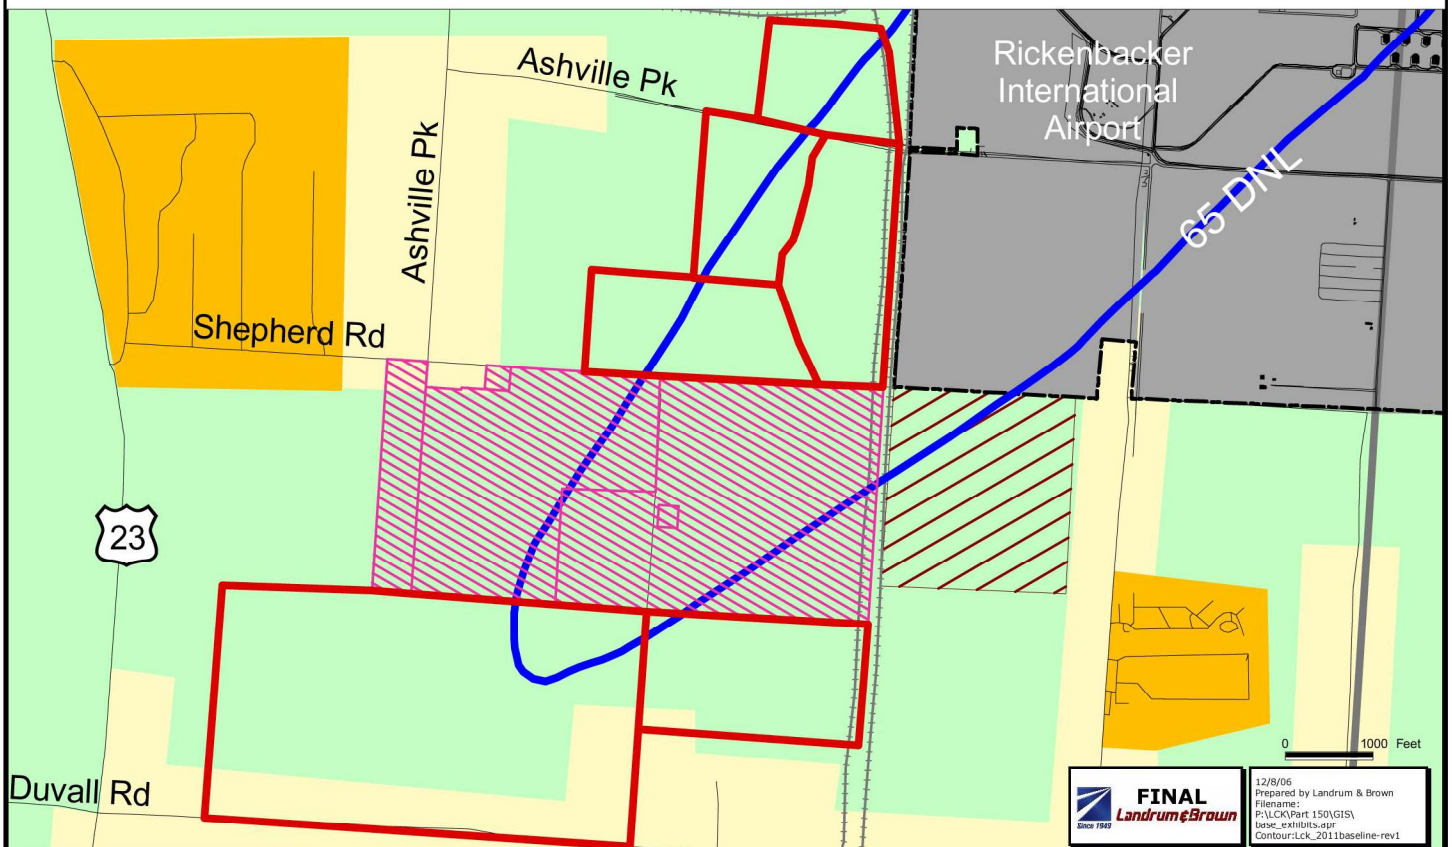 Rickenbacker
International
Airport
Ashville Pk
Ashville Pk
65 DNL
Shepherd Rd
23
Duvall Rd
0 1000 Feet
Since 1949
FINAL
Landrum & Brown
12/8/06
Prepared by Landrum & Brown
Filename:
P:\LCK\Part 150\GIS\
base_exhibits.apr
Contour:Lck_2011baseline-rev1